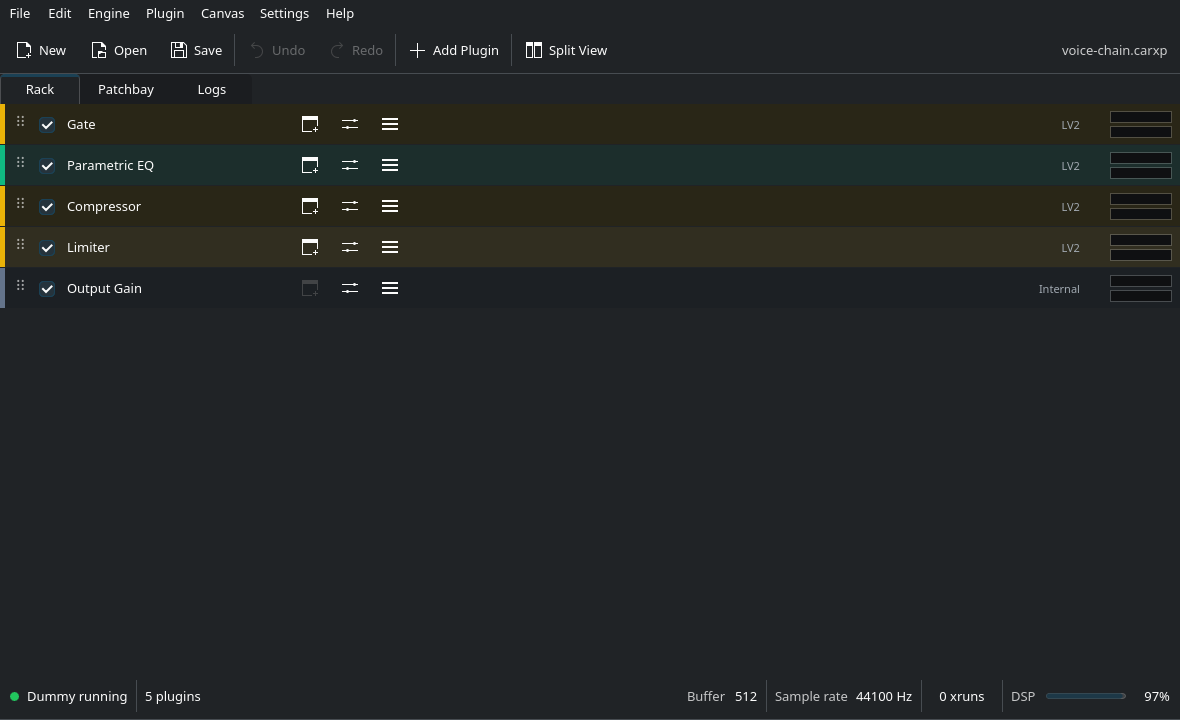 File Edit Engine Plugin Canvas Settings Help
New Open Save Undo Redo Add Plugin Split View voice-chain.carxp
Rack Patchbay Logs
Gate LV2
Parametric EQ LV2
Compressor LV2
Limiter LV2
Output Gain Internal
Dummy running 5 plugins Buffer 512 Sample rate 44100 Hz 0 xruns DSP 97%